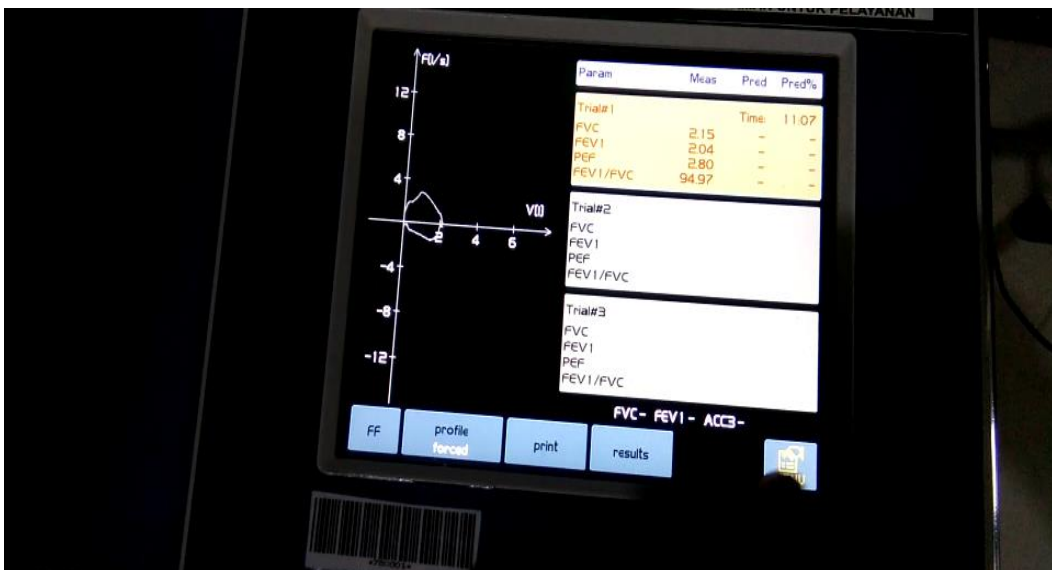 UNTUK PELAYANAN
F[l/s]
12
8
4
V[l]
2 4 6
-4
-8
-12
Param Meas Pred Pred%
Trial#1 Time: 11:07
FVC 2.15 - -
FEV1 2.04 - -
PEF 2.80 - -
FEV1/FVC 94.97 - -
Trial#2
FVC
FEV1
PEF
FEV1/FVC
Trial#3
FVC
FEV1
PEF
FEV1/FVC
FVC- FEV1- ACC3-
FF
profile
forced
print
results